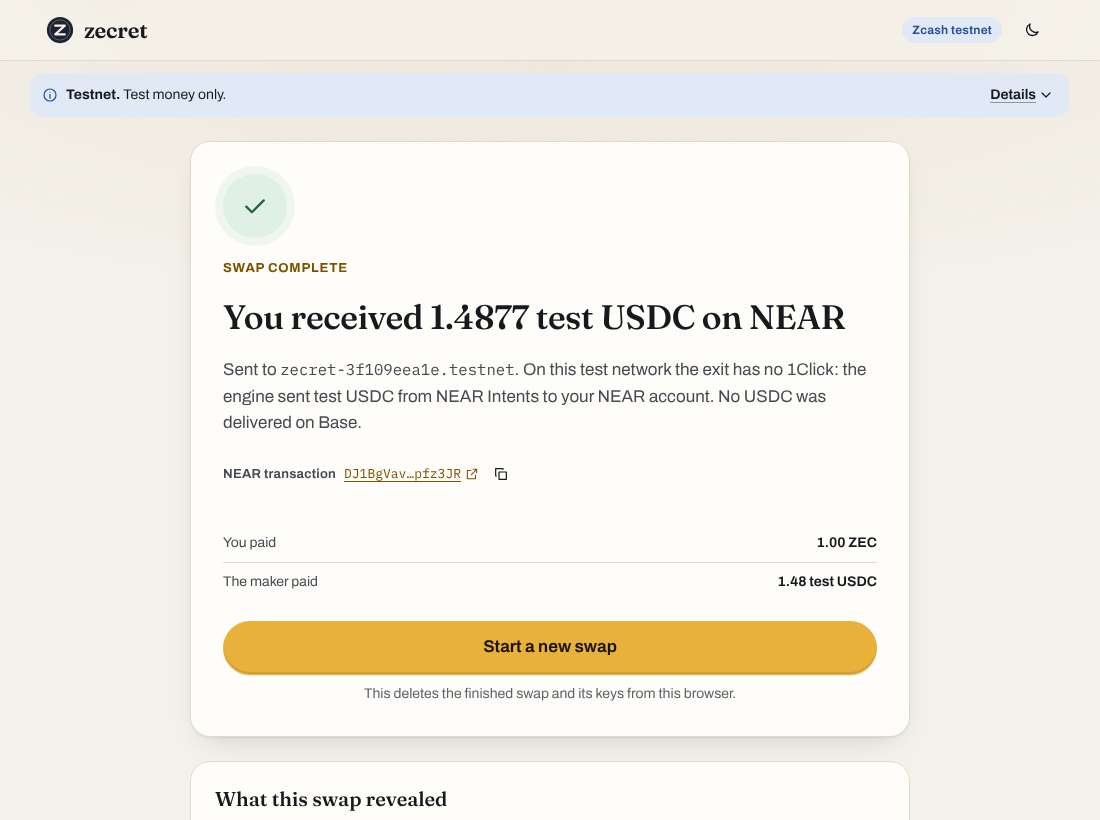 zecret
Zcash testnet
Testnet. Test money only.
Details
SWAP COMPLETE
You received 1.4877 test USDC on NEAR
Sent to zecret-3f109eea1e.testnet. On this test network the exit has no 1Click: the
engine sent test USDC from NEAR Intents to your NEAR account. No USDC was
delivered on Base.
NEAR transaction DJ1BgVav…pfz3JR
You paid 1.00 ZEC
The maker paid 1.48 test USDC
Start a new swap
This deletes the finished swap and its keys from this browser.
What this swap revealed